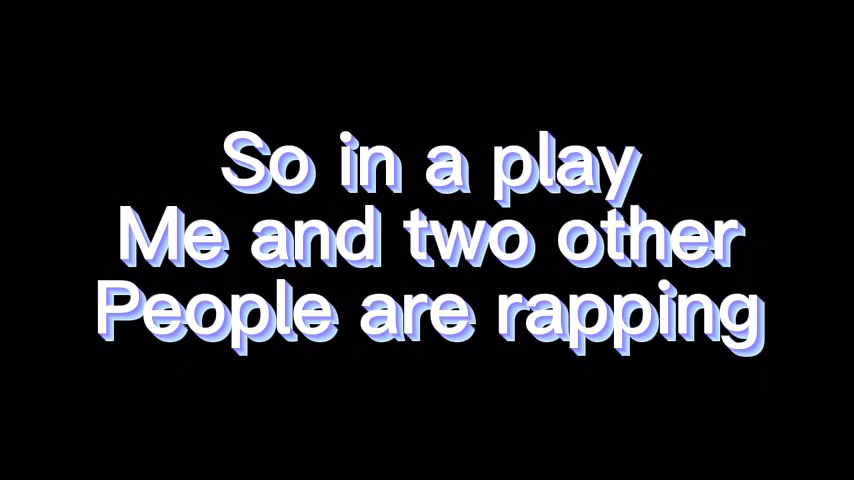 So in a play
Me and two other
People are rapping